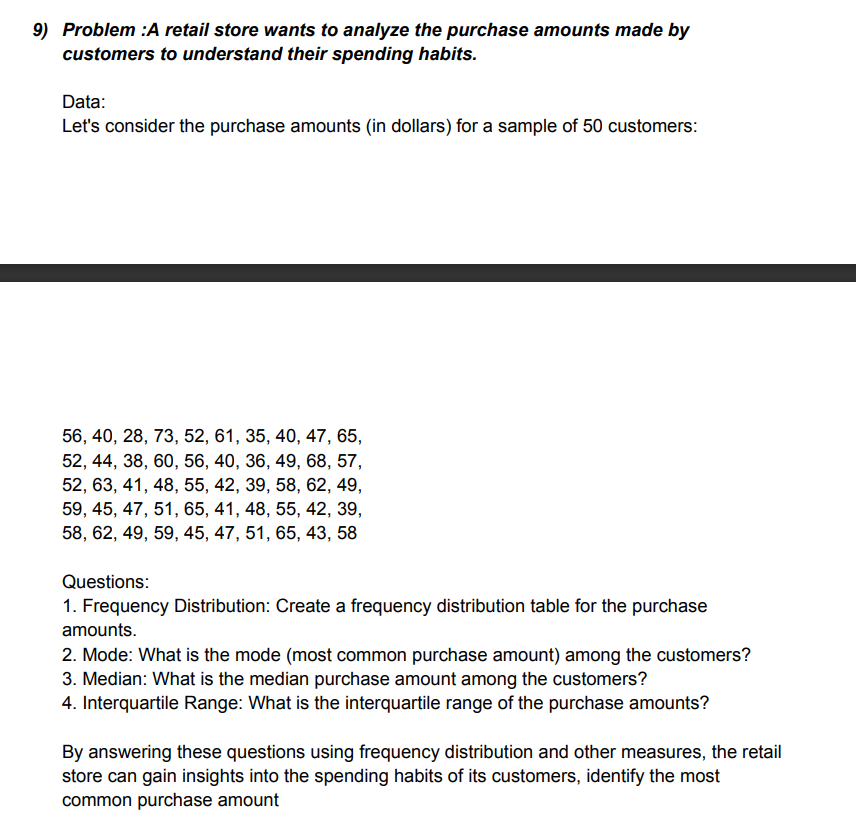 9) Problem :A retail store wants to analyze the purchase amounts made by
customers to understand their spending habits.
Data:
Let's consider the purchase amounts (in dollars) for a sample of 50 customers:
56, 40, 28, 73, 52, 61, 35, 40, 47, 65,
52, 44, 38, 60, 56, 40, 36, 49, 68, 57,
52, 63, 41, 48, 55, 42, 39, 58, 62, 49,
59, 45, 47, 51, 65, 41, 48, 55, 42, 39,
58, 62, 49, 59, 45, 47, 51, 65, 43, 58
Questions:
1. Frequency Distribution: Create a frequency distribution table for the purchase
amounts.
2. Mode: What is the mode (most common purchase amount) among the customers?
3. Median: What is the median purchase amount among the customers?
4. Interquartile Range: What is the interquartile range of the purchase amounts?
By answering these questions using frequency distribution and other measures, the retail
store can gain insights into the spending habits of its customers, identify the most
common purchase amount